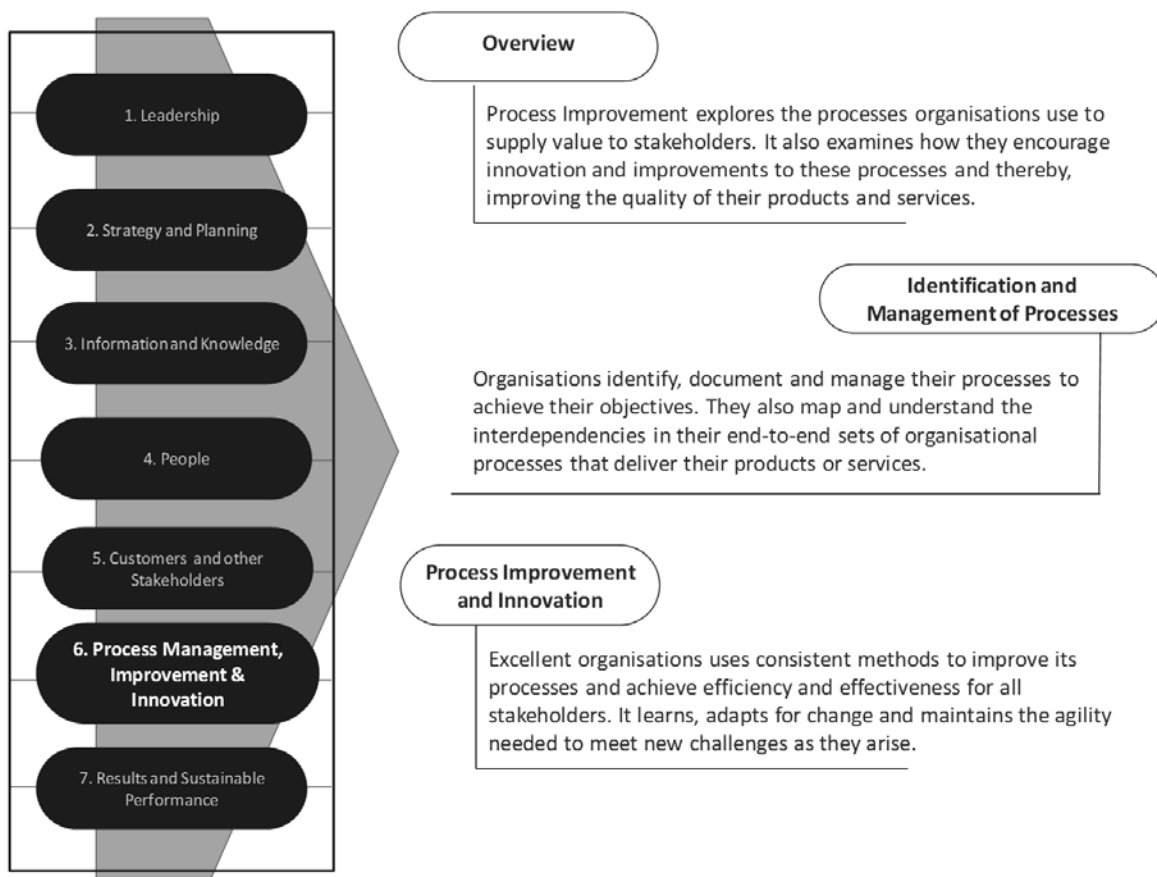 1. Leadership
2. Strategy and Planning
3. Information and Knowledge
4. People
5. Customers and other
Stakeholders
6. Process Management,
Improvement &
Innovation
7. Results and Sustainable
Performance
Overview
Process Improvement explores the processes organisations use to
supply value to stakeholders. It also examines how they encourage
innovation and improvements to these processes and thereby,
improving the quality of their products and services.
Identification and
Management of Processes
Organisations identify, document and manage their processes to
achieve their objectives. They also map and understand the
interdependencies in their end-to-end sets of organisational
processes that deliver their products or services.
Process Improvement
and Innovation
Excellent organisations uses consistent methods to improve its
processes and achieve efficiency and effectiveness for all
stakeholders. It learns, adapts for change and maintains the agility
needed to meet new challenges as they arise.